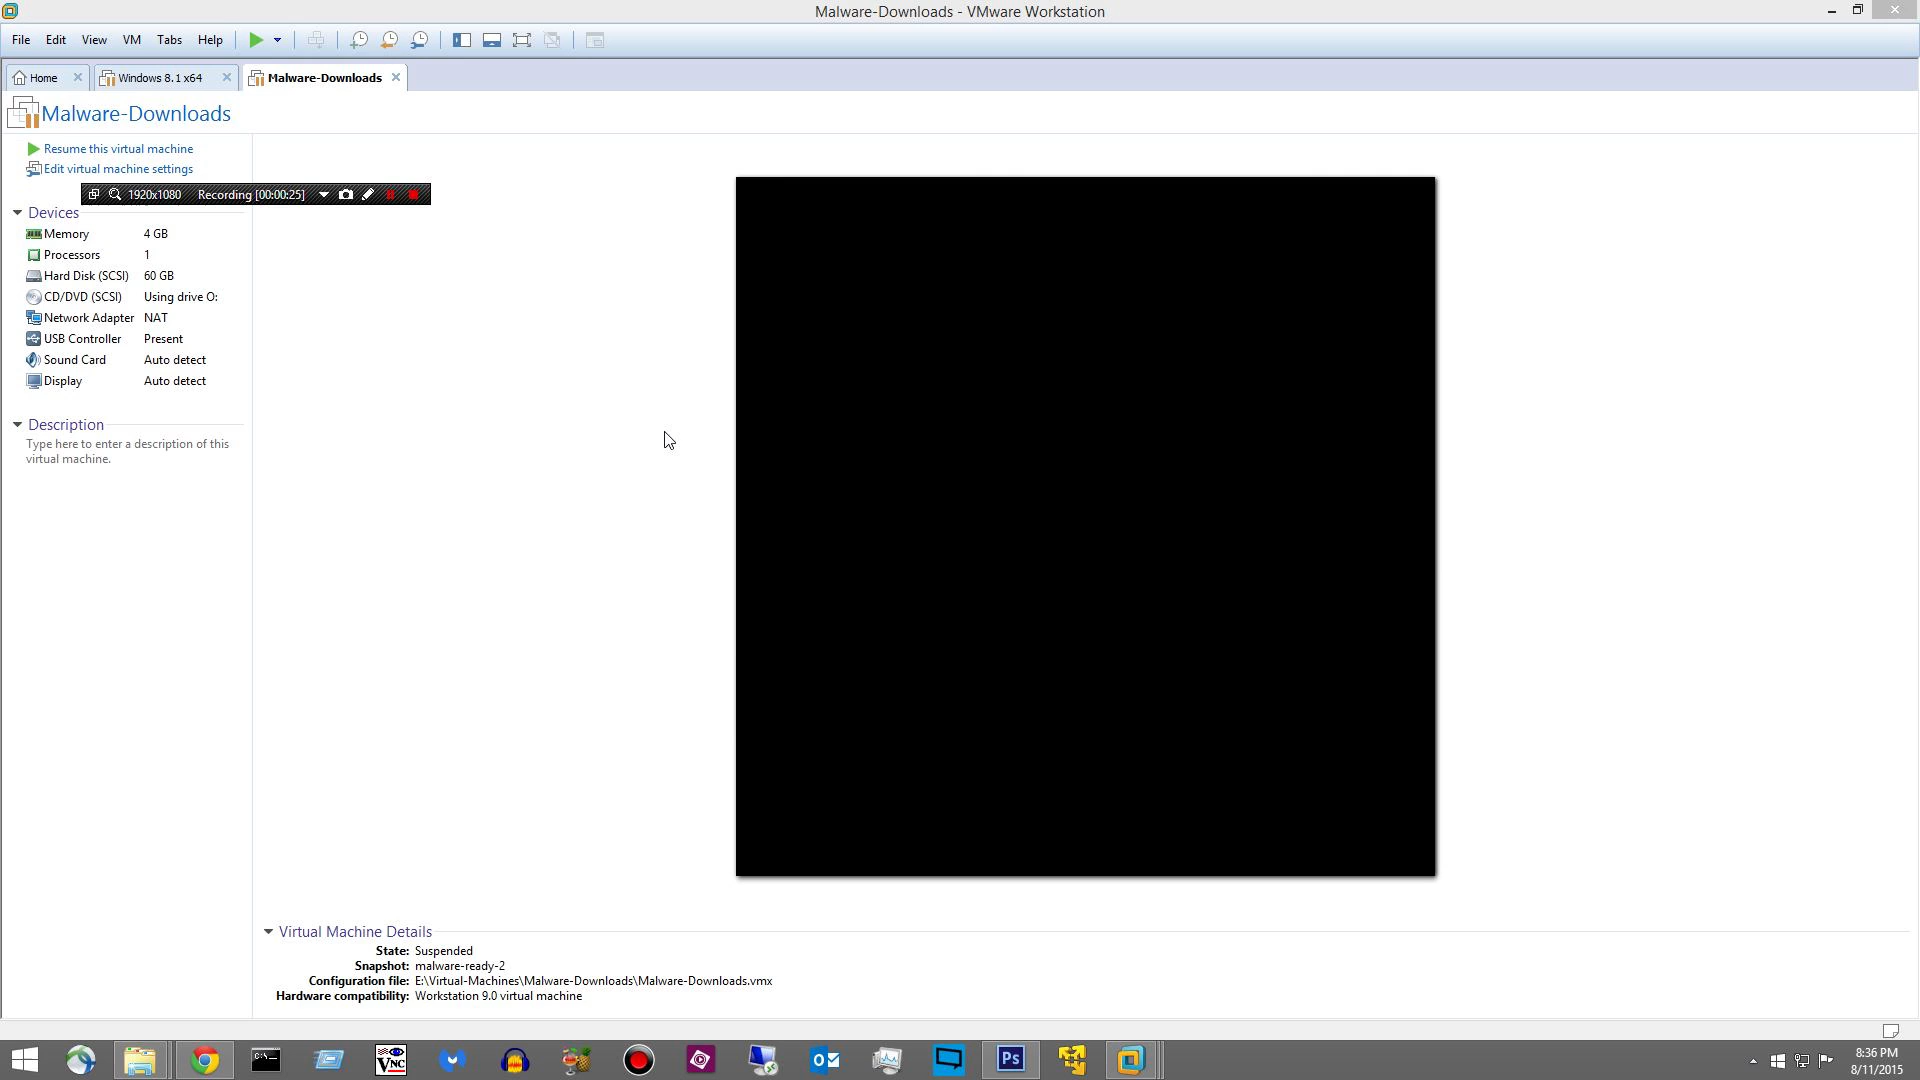 Malware-Downloads - VMware Workstation
File Edit View VM Tabs Help
Home Windows 8.1 x64 Malware-Downloads
Malware-Downloads
Resume this virtual machine
Edit virtual machine settings
1920x1080 Recording [00:00:25]
Devices
Memory 4 GB
Processors 1
Hard Disk (SCSI) 60 GB
CD/DVD (SCSI) Using drive O:
Network Adapter NAT
USB Controller Present
Sound Card Auto detect
Display Auto detect
Description
Type here to enter a description of this
virtual machine.
Virtual Machine Details
State: Suspended
Snapshot: malware-ready-2
Configuration file: E:\Virtual-Machines\Malware-Downloads\Malware-Downloads.vmx
Hardware compatibility: Workstation 9.0 virtual machine
C:\_
VNC
Ps
8:36 PM
8/11/2015